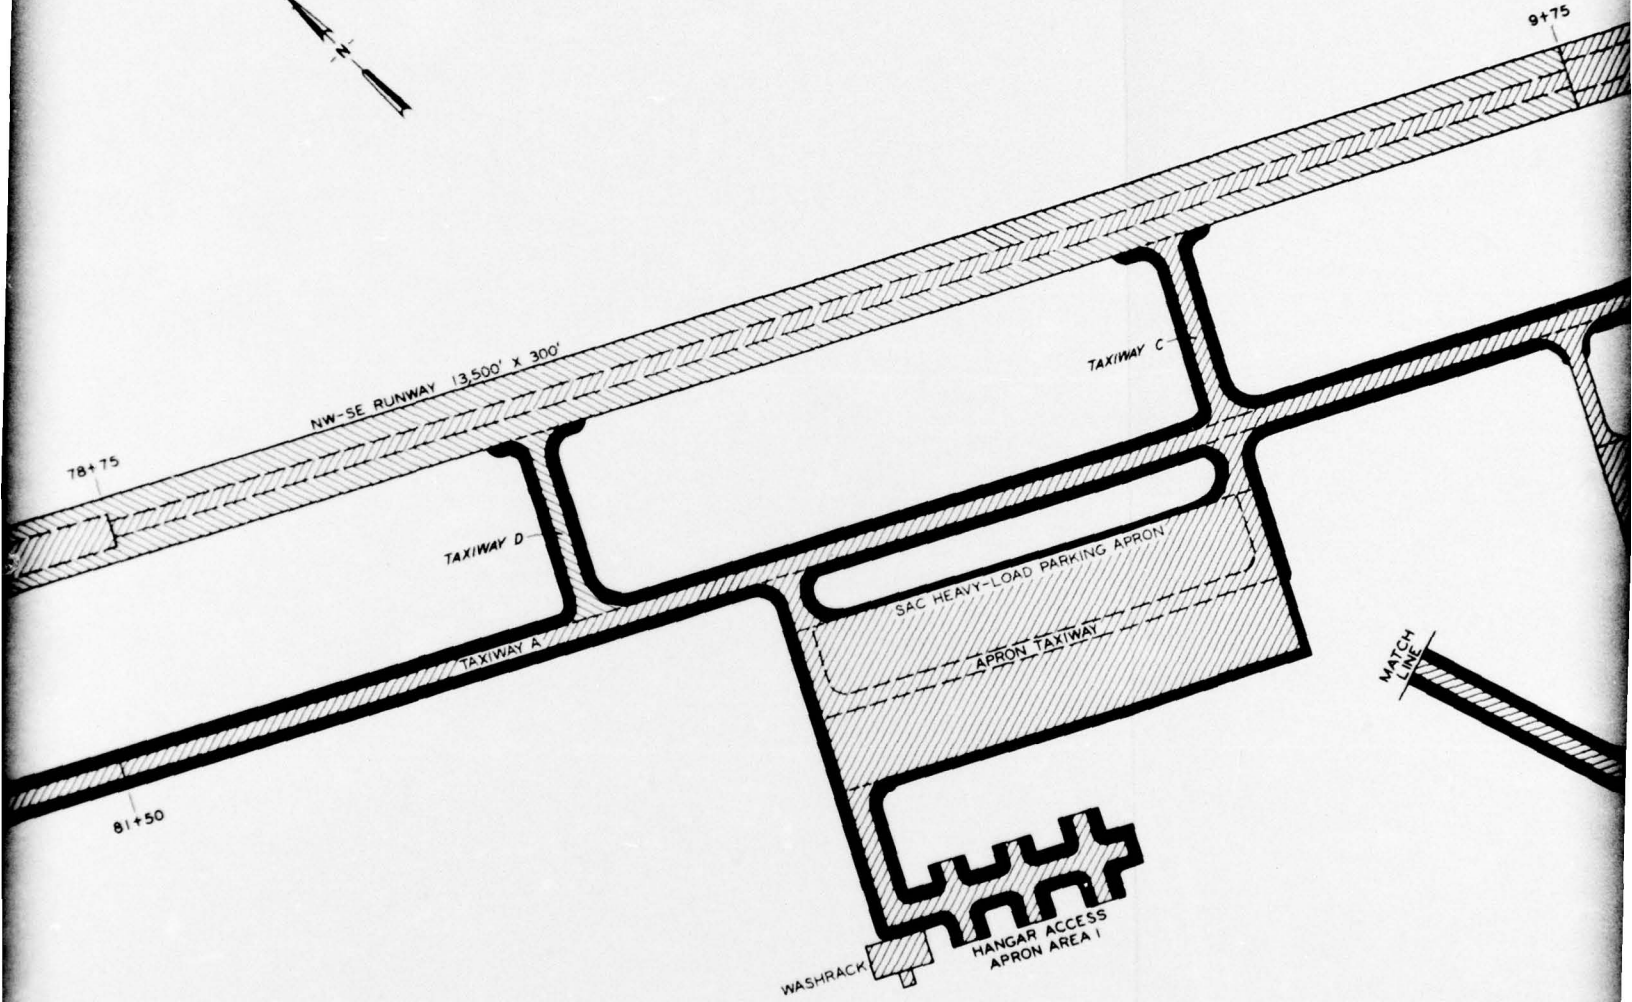 N
9+75
NW-SE RUNWAY 13,500' X 300'
78+75
TAXIWAY C
TAXIWAY D
SAC HEAVY-LOAD PARKING APRON
APRON TAXIWAY
TAXIWAY A
MATCH
LINE
81+50
HANGAR ACCESS
APRON AREA 1
WASHRACK